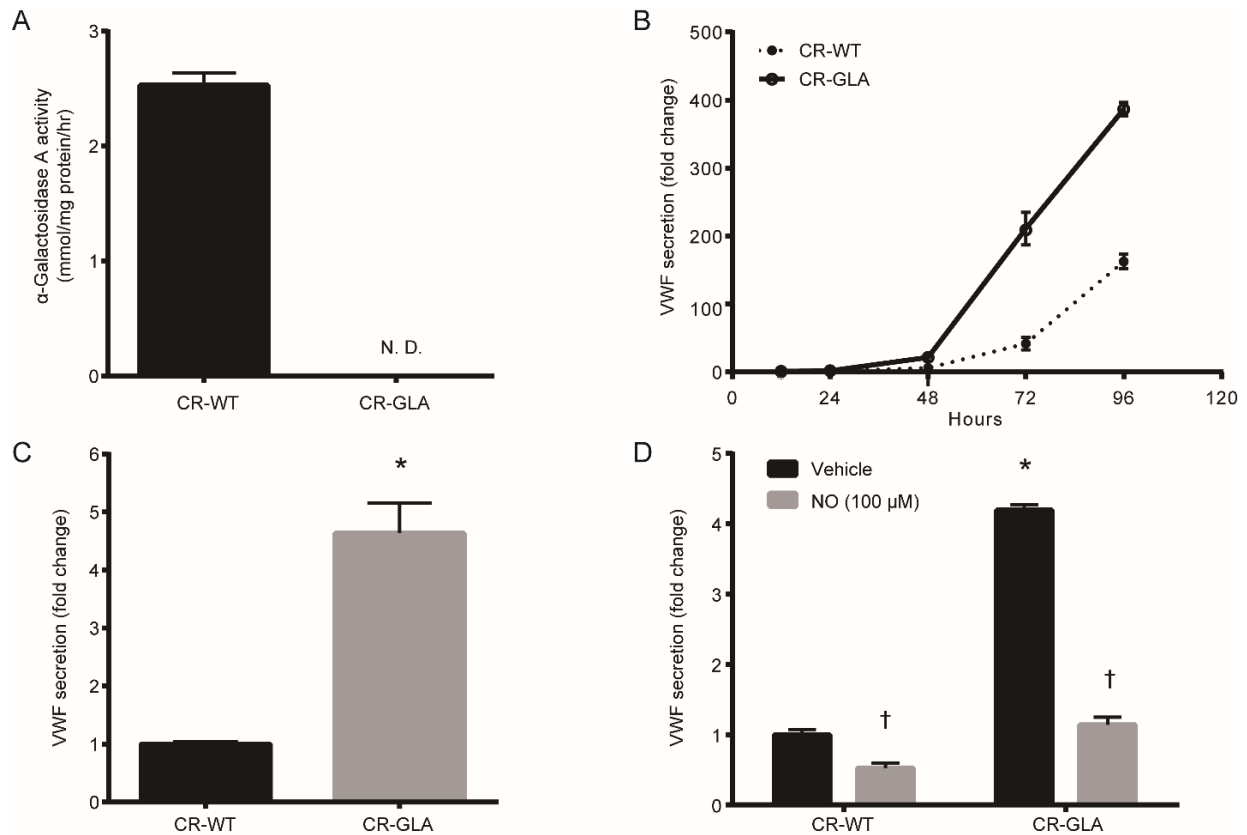 A
α-Galactosidase A activity
(mmol/mg protein/hr)
3
2
1
0
N. D.
CR-WT
CR-GLA
B
VWF secretion (fold change)
500
400
300
200
100
0
CR-WT
CR-GLA
0
24
48
72
96
120
Hours
C
VWF secretion (fold change)
6
5
4
3
2
1
0
*
CR-WT
CR-GLA
D
VWF secretion (fold change)
5
4
3
2
1
0
Vehicle
NO (100 µM)
*
†
†
CR-WT
CR-GLA